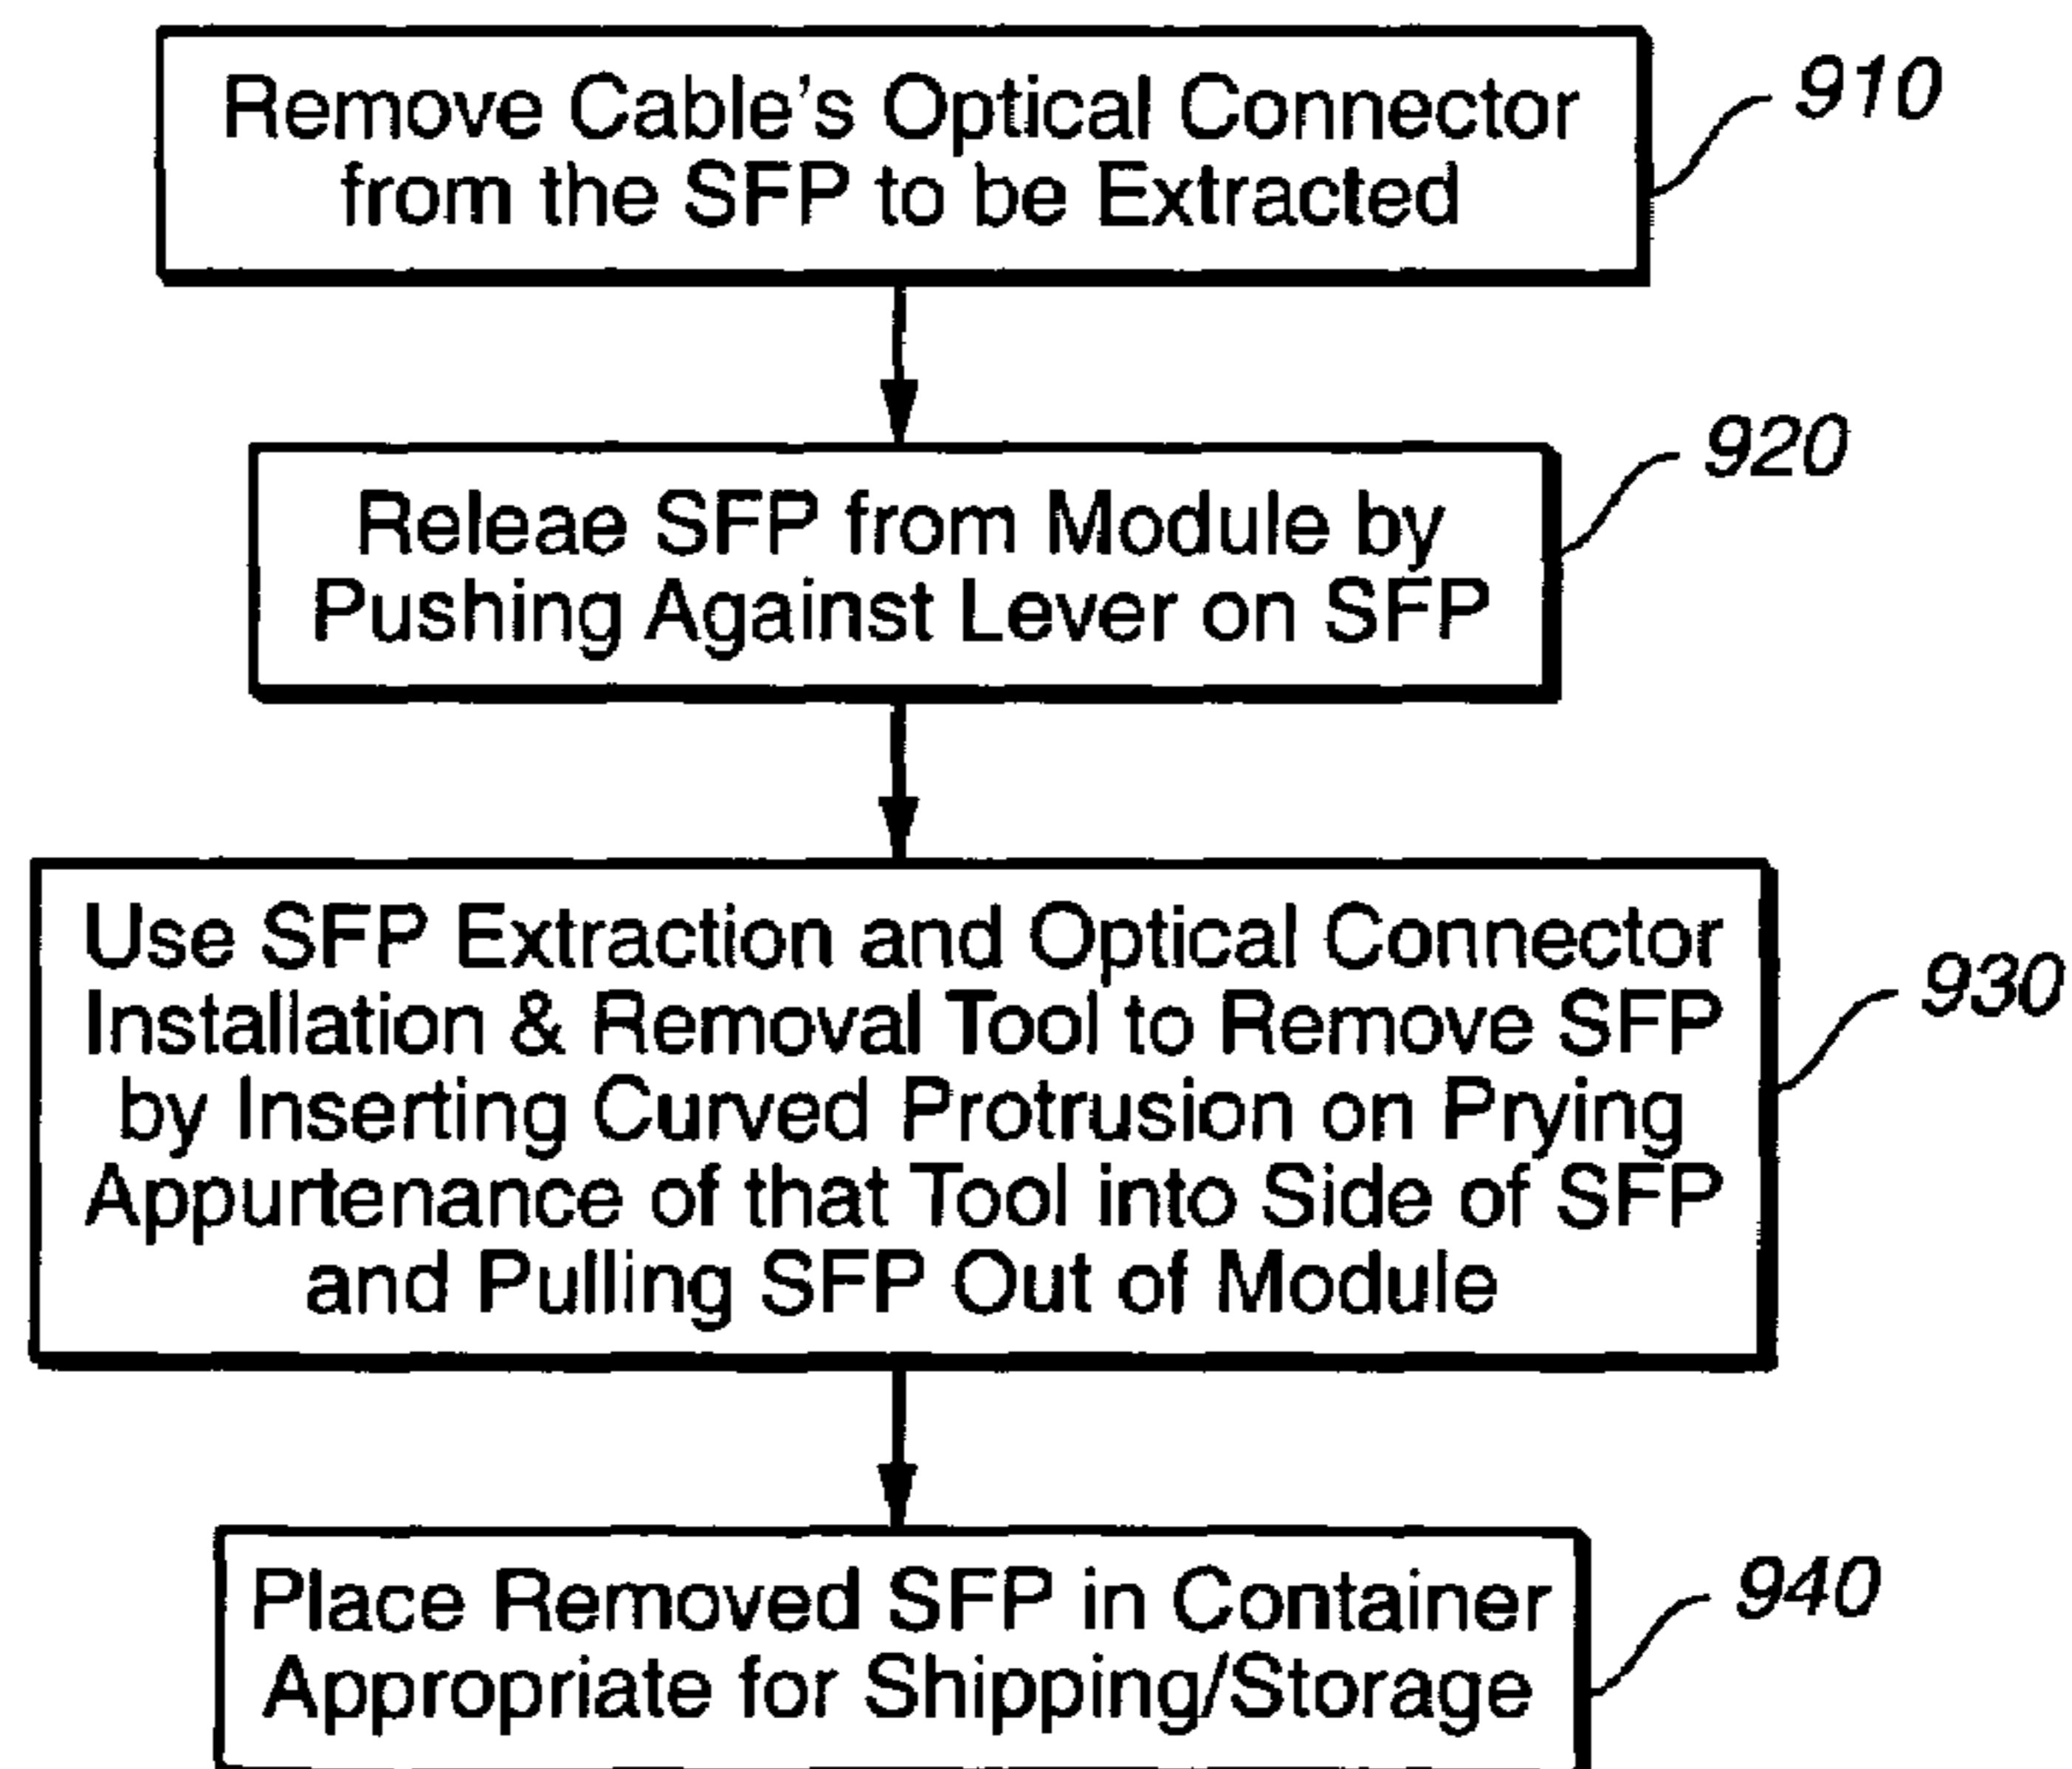 Remove Cable's Optical Connector
from the SFP to be Extracted
910
Releae SFP from Module by
Pushing Against Lever on SFP
920
Use SFP Extraction and Optical Connector
Installation & Removal Tool to Remove SFP
by Inserting Curved Protrusion on Prying
Appurtenance of that Tool into Side of SFP
and Pulling SFP Out of Module
930
Place Removed SFP in Container
Appropriate for Shipping/Storage
940